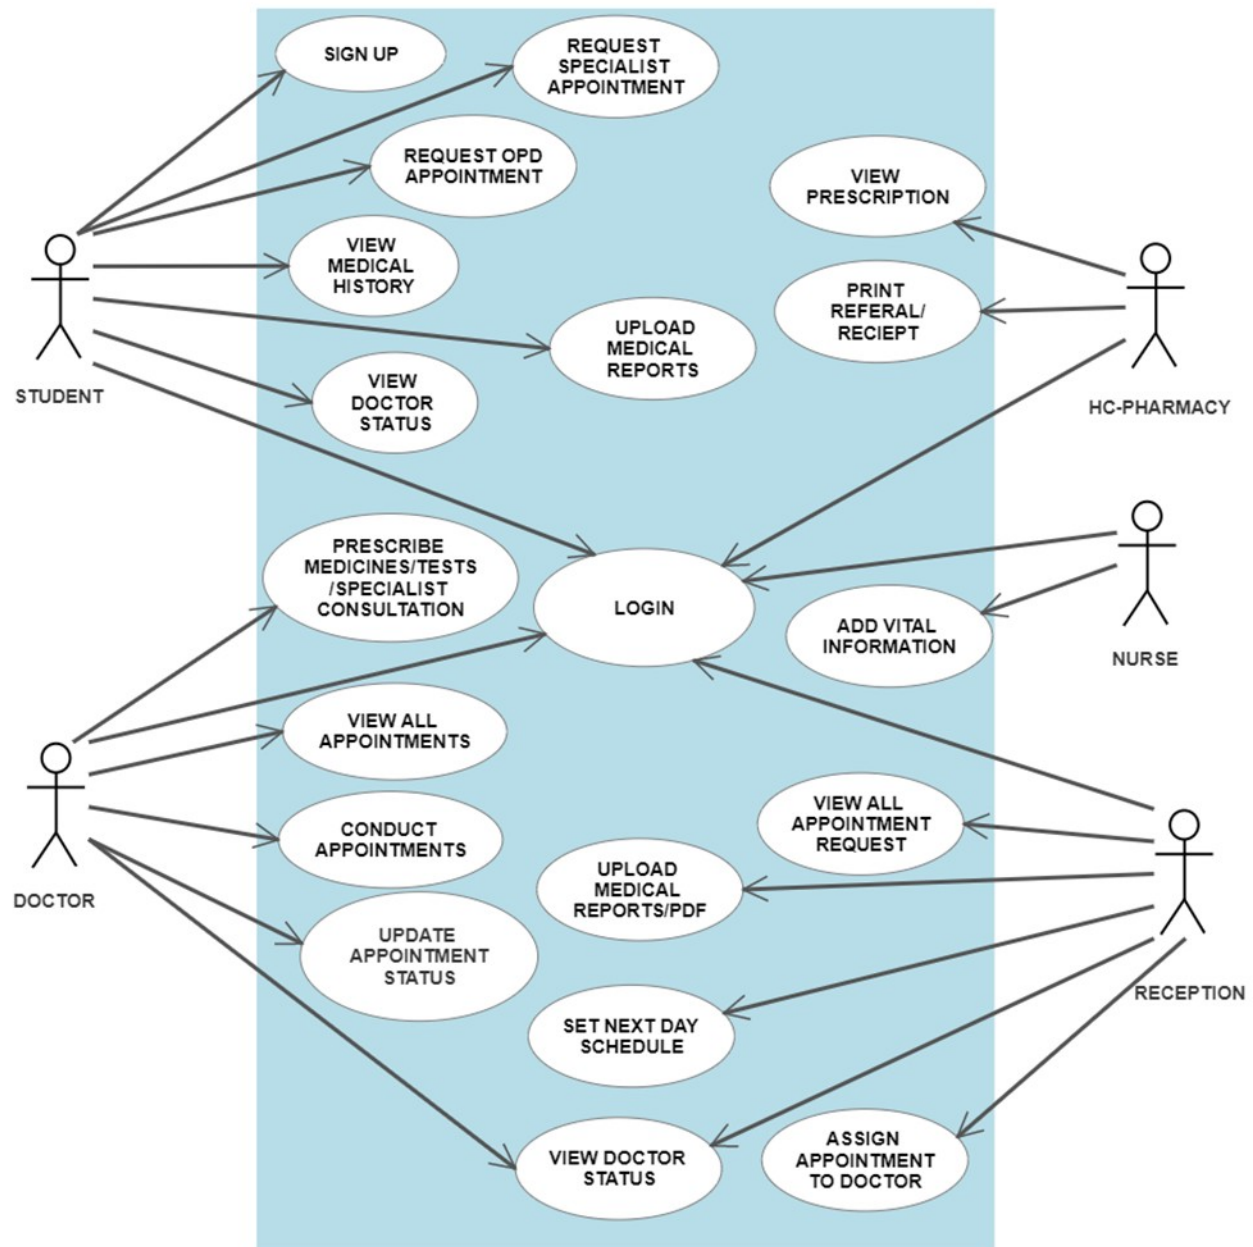 SIGN UP
REQUEST
SPECIALIST
APPOINTMENT
REQUEST OPD
APPOINTMENT
VIEW
PRESCRIPTION
VIEW
MEDICAL
HISTORY
PRINT
REFERAL/
RECIEPT
UPLOAD
MEDICAL
REPORTS
STUDENT
VIEW
DOCTOR
STATUS
HC-PHARMACY
PRESCRIBE
MEDICINES/TESTS
/SPECIALIST
CONSULTATION
LOGIN
ADD VITAL
INFORMATION
NURSE
VIEW ALL
APPOINTMENTS
VIEW ALL
APPOINTMENT
REQUEST
CONDUCT
APPOINTMENTS
UPLOAD
MEDICAL
REPORTS/PDF
DOCTOR
UPDATE
APPOINTMENT
STATUS
RECEPTION
SET NEXT DAY
SCHEDULE
VIEW DOCTOR
STATUS
ASSIGN
APPOINTMENT
TO DOCTOR